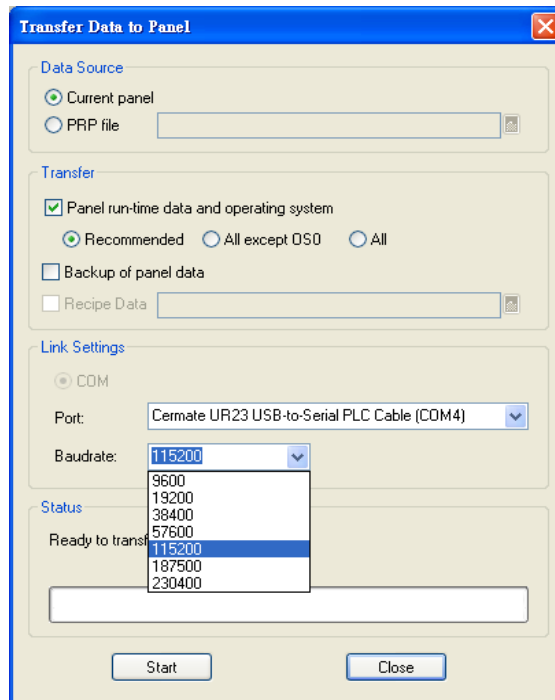 Transfer Data to Panel
Data Source
Current panel
PRP file
Transfer
Panel run-time data and operating system
Recommended All except OS0 All
Backup of panel data
Recipe Data
Link Settings
COM
Port: Cermate UR23 USB-to-Serial PLC Cable (COM4)
Baudrate: 115200
9600
19200
38400
57600
115200
187500
230400
Status
Ready to transf
Start Close